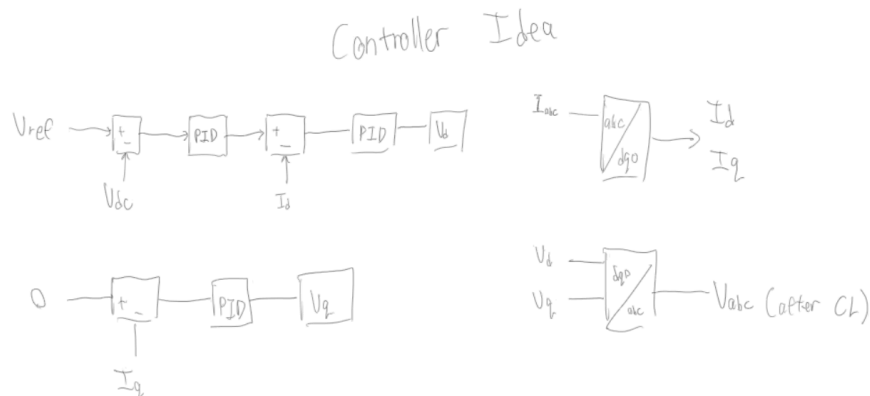 Controller Idea
Vref
+ -
PID
+ -
PID
Vd
Vdc
Id
Iabc
abc
dq0
Id
Iq
0
+ -
PID
Vq
Iq
Vd
Vq
dq0
abc
Vabc (after CL)